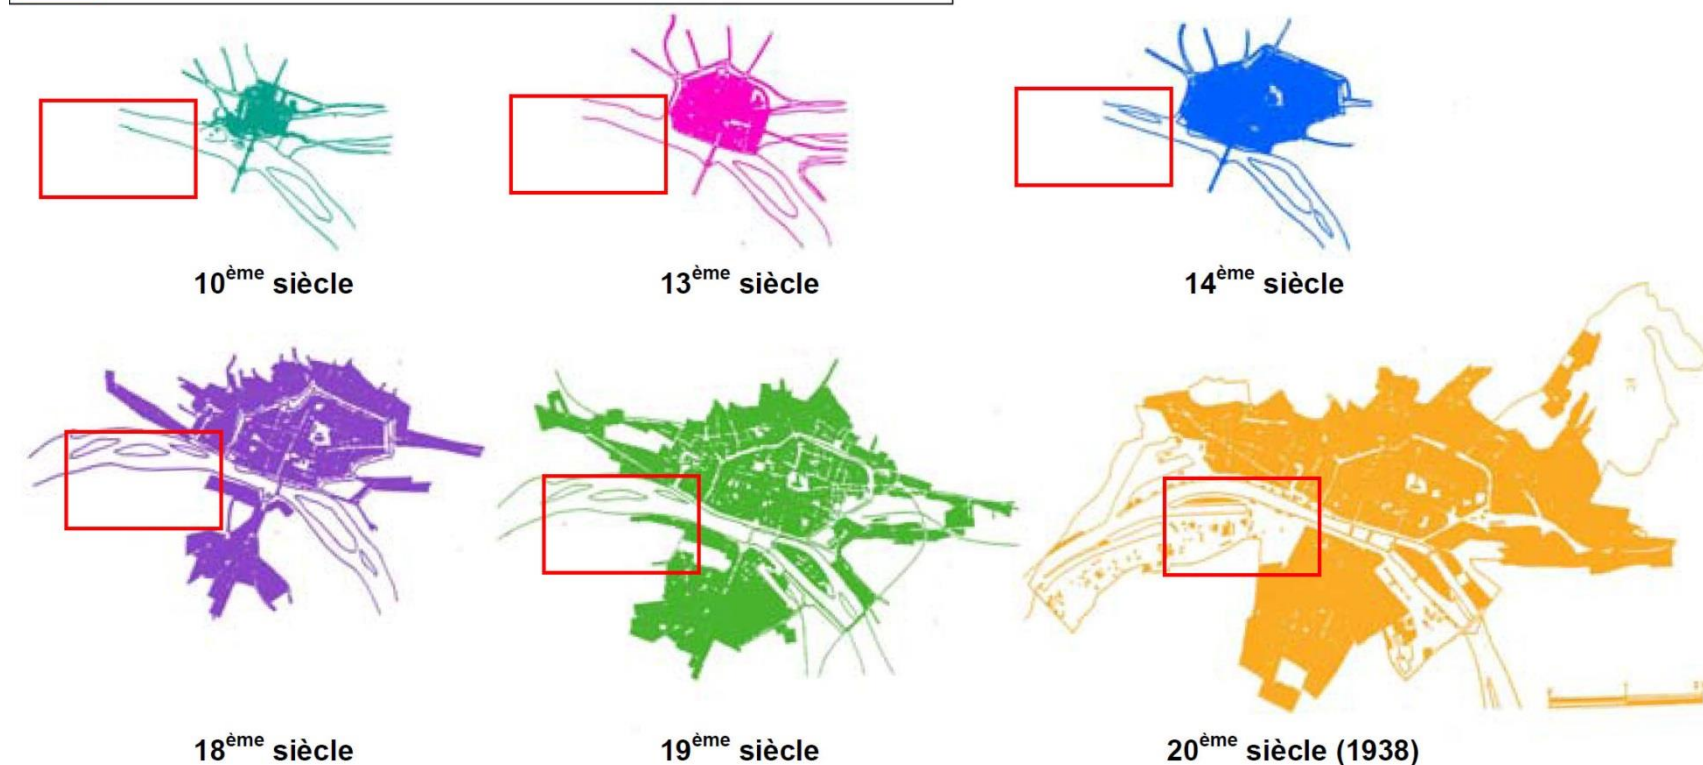 10ème siècle
13ème siècle
14ème siècle
18ème siècle
19ème siècle
20ème siècle (1938)